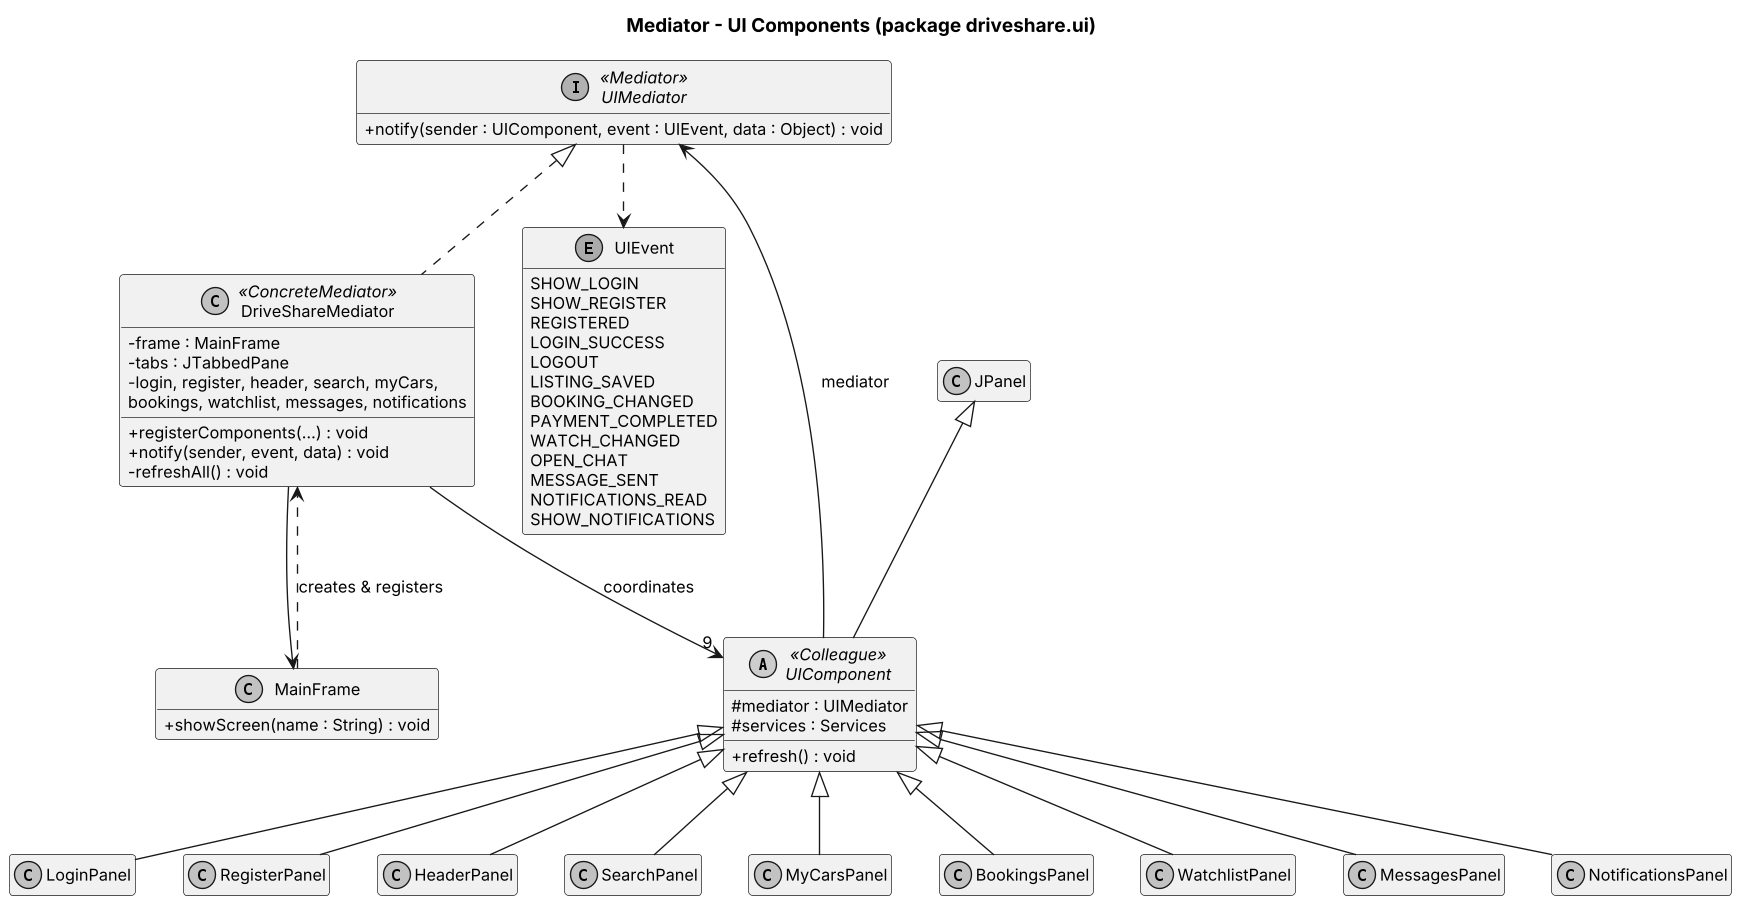 Mediator - UI Components (package driveshare.ui)
I
«Mediator»
UIMediator
+notify(sender : UIComponent, event : UIEvent, data : Object) : void
C
«ConcreteMediator»
DriveShareMediator
-frame : MainFrame
-tabs : JTabbedPane
-login, register, header, search, myCars,
bookings, watchlist, messages, notifications
+registerComponents(...) : void
+notify(sender, event, data) : void
-refreshAll() : void
E
UIEvent
SHOW_LOGIN
SHOW_REGISTER
REGISTERED
LOGIN_SUCCESS
LOGOUT
LISTING_SAVED
BOOKING_CHANGED
PAYMENT_COMPLETED
WATCH_CHANGED
OPEN_CHAT
MESSAGE_SENT
NOTIFICATIONS_READ
SHOW_NOTIFICATIONS
mediator
C JPanel
creates & registers
coordinates
9
C MainFrame
+showScreen(name : String) : void
A
«Colleague»
UIComponent
#mediator : UIMediator
#services : Services
+refresh() : void
C LoginPanel
C RegisterPanel
C HeaderPanel
C SearchPanel
C MyCarsPanel
C BookingsPanel
C WatchlistPanel
C MessagesPanel
C NotificationsPanel